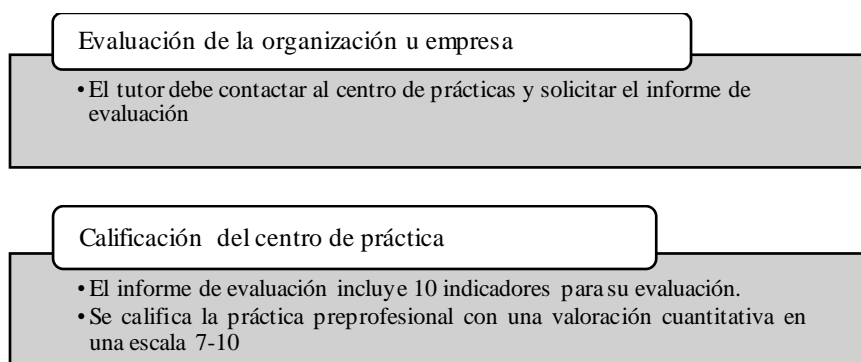 Evaluación de la organización u empresa
• El tutor debe contactar al centro de prácticas y solicitar el informe de
evaluación
Calificación del centro de práctica
• El informe de evaluación incluye 10 indicadores para su evaluación.
• Se califica la práctica preprofesional con una valoración cuantitativa en
una escala 7-10